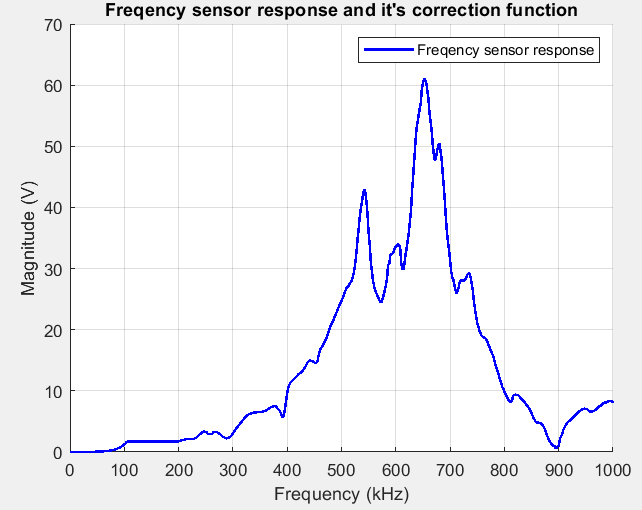 Freqency sensor response and it's correction function
Freqency sensor response
70
60
50
40
30
20
10
0
Magnitude (V)
0 100 200 300 400 500 600 700 800 900 1000
Frequency (kHz)